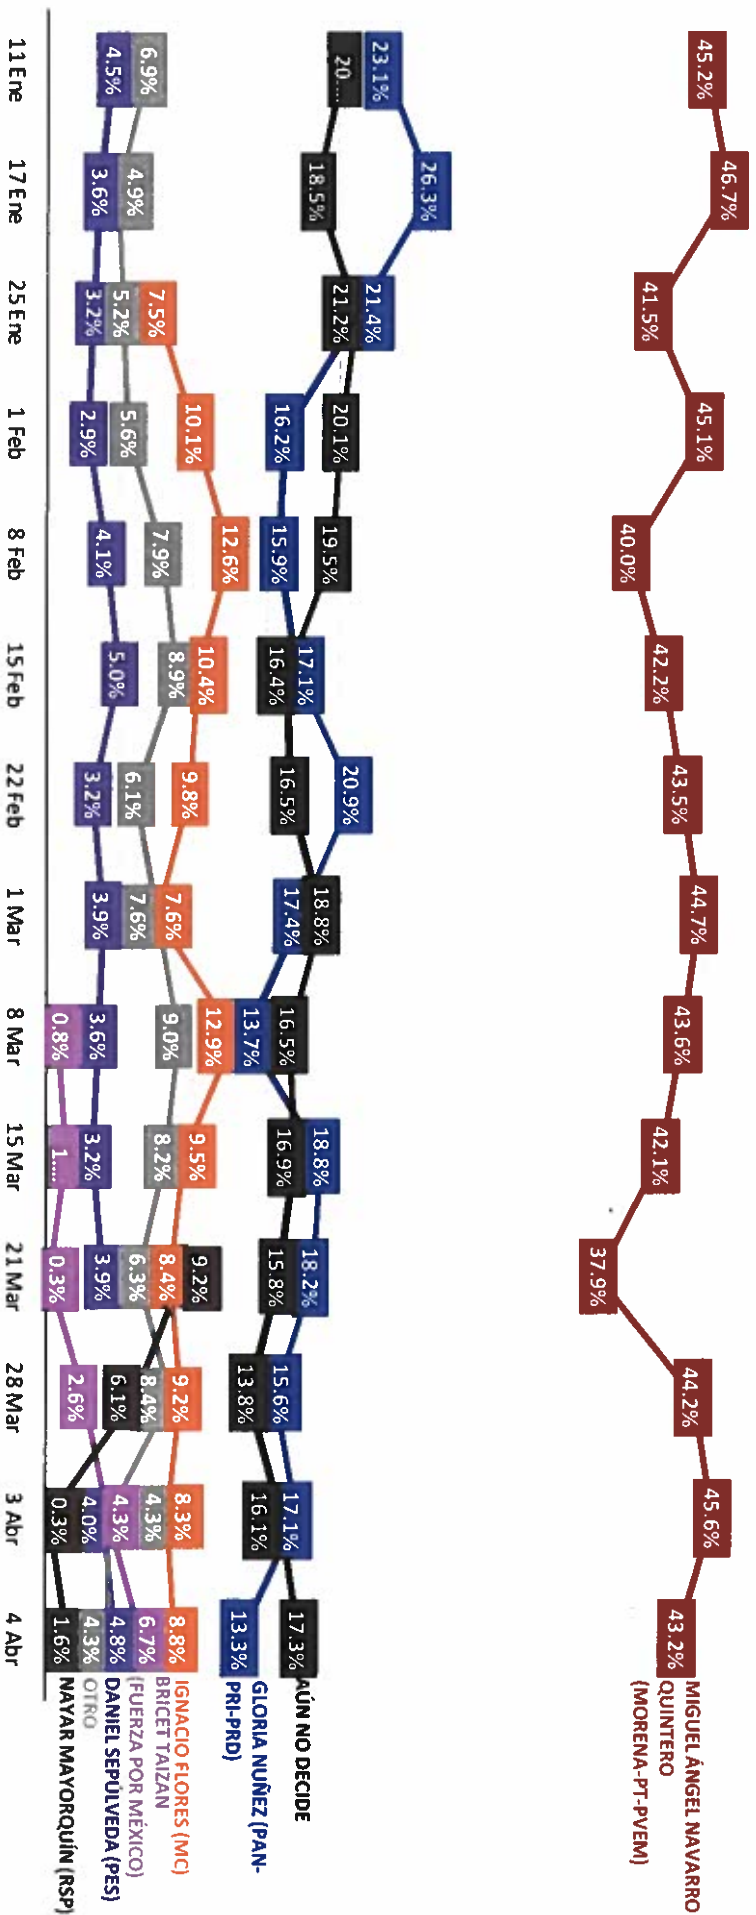 45.2% 46.7% 41.5% 45.1% 40.0% 42.2% 43.5% 44.7% 43.6% 42.1% 37.9% 44.2% 45.6% 43.2%
MIGUEL ÁNGEL NAVARRO
QUINTERO
(MORENA-PT-PVEM)
23.1% 26.3% 21.4% 16.2% 15.9% 17.1% 20.9% 17.4% 13.7% 18.8% 18.2% 15.6% 17.1% 13.3%
20.... 18.5% 21.2% 20.1% 19.5% 16.4% 16.5% 18.8% 16.5% 16.9% 15.8% 13.8% 16.1% 17.3%
AÚN NO DECIDE
GLORIA NUÑEZ (PAN-
PRI-PRD)
7.5% 10.1% 12.6% 10.4% 9.8% 7.6% 12.9% 9.5% 8.4% 9.2% 8.3% 8.8%
IGNACIO FLORES (MC)
6.9% 4.9% 5.2% 5.6% 7.9% 8.9% 6.1% 7.6% 9.0% 8.2% 6.3% 8.4% 4.3% 4.3%
4.5% 3.6% 3.2% 2.9% 4.1% 5.0% 3.2% 3.9% 3.6% 3.2% 3.9% 4.0% 4.8%
0.8% 1.... 0.3% 2.6% 4.3% 6.7%
9.2% 6.1% 0.3% 1.6%
BRICET TAIZAN
(FUERZA POR MÉXICO)
DANIEL SEPÚLVEDA (PES)
OTRO
NAYAR MAYORQUÍN (RSP)
11 Ene 17 Ene 25 Ene 1 Feb 8 Feb 15 Feb 22 Feb 1 Mar 8 Mar 15 Mar 21 Mar 28 Mar 3 Abr 4 Abr